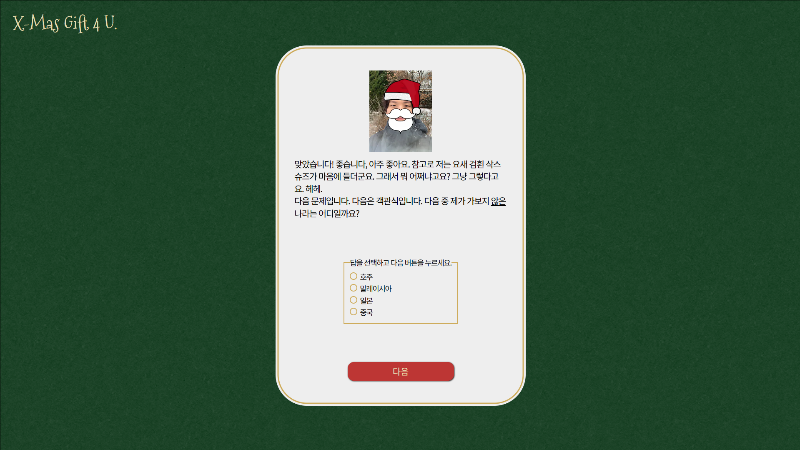 X-Mas Gift 4 U.
맞았습니다! 좋습니다, 아주 좋아요. 참고로 저는 요새 검흰 삭스
슈즈가 마음에 들더군요. 그래서 뭐 어쩌냐고요? 그냥 그렇다고
요. 헤헤.
다음 문제입니다. 다음은 객관식입니다. 다음 중 제가 가보지 않은
나라는 어디일까요?
답을 선택하고 다음 버튼을 누르세요.
호주
말레이시아
일본
중국
다음